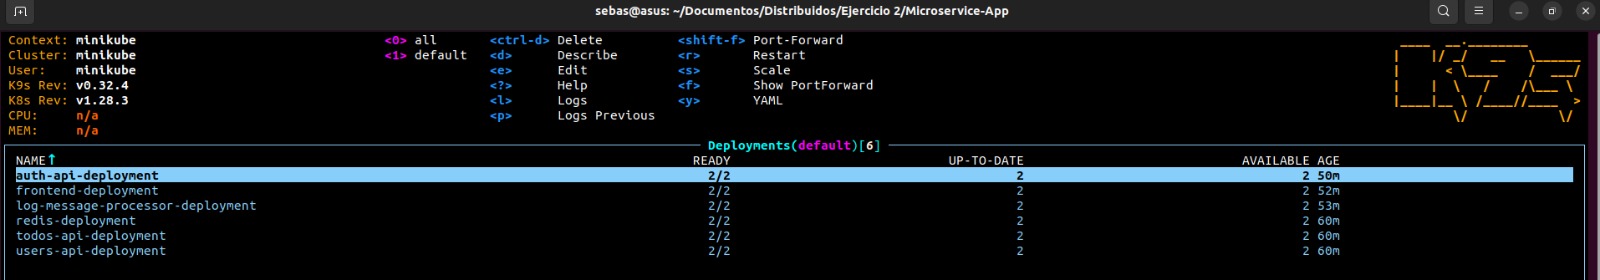 sebas@asus: ~/Documentos/Distribuidos/Ejercicio 2/Microservice-App
Context: minikube <0> all <ctrl-d> Delete <shift-f> Port-Forward
Cluster: minikube <1> default <d> Describe <r> Restart
User: minikube <e> Edit <s> Scale
K9s Rev: v0.32.4 <?> Help <f> Show PortForward
K8s Rev: v1.28.3 <l> Logs <y> YAML
CPU: n/a <p> Logs Previous
MEM: n/a
Deployments(default)[6]
NAME↑ READY UP-TO-DATE AVAILABLE AGE
auth-api-deployment 2/2 2 2 50m
frontend-deployment 2/2 2 2 52m
log-message-processor-deployment 2/2 2 2 53m
redis-deployment 2/2 2 2 60m
todos-api-deployment 2/2 2 2 60m
users-api-deployment 2/2 2 2 60m